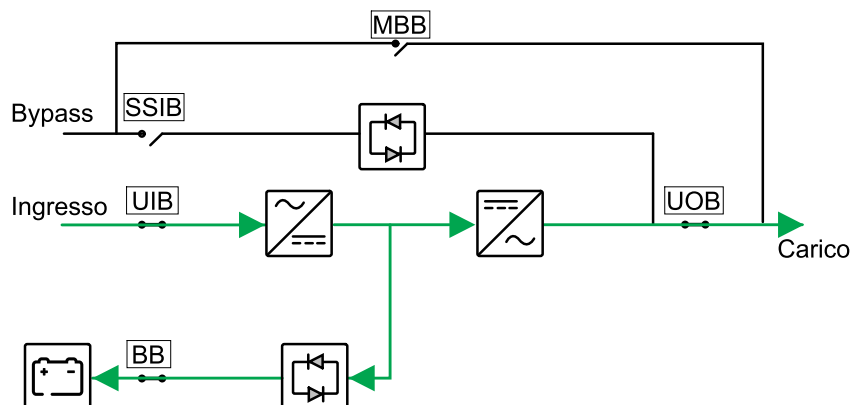 MBB
SSIB
Bypass
UIB
UOB
Ingresso
Carico
BB